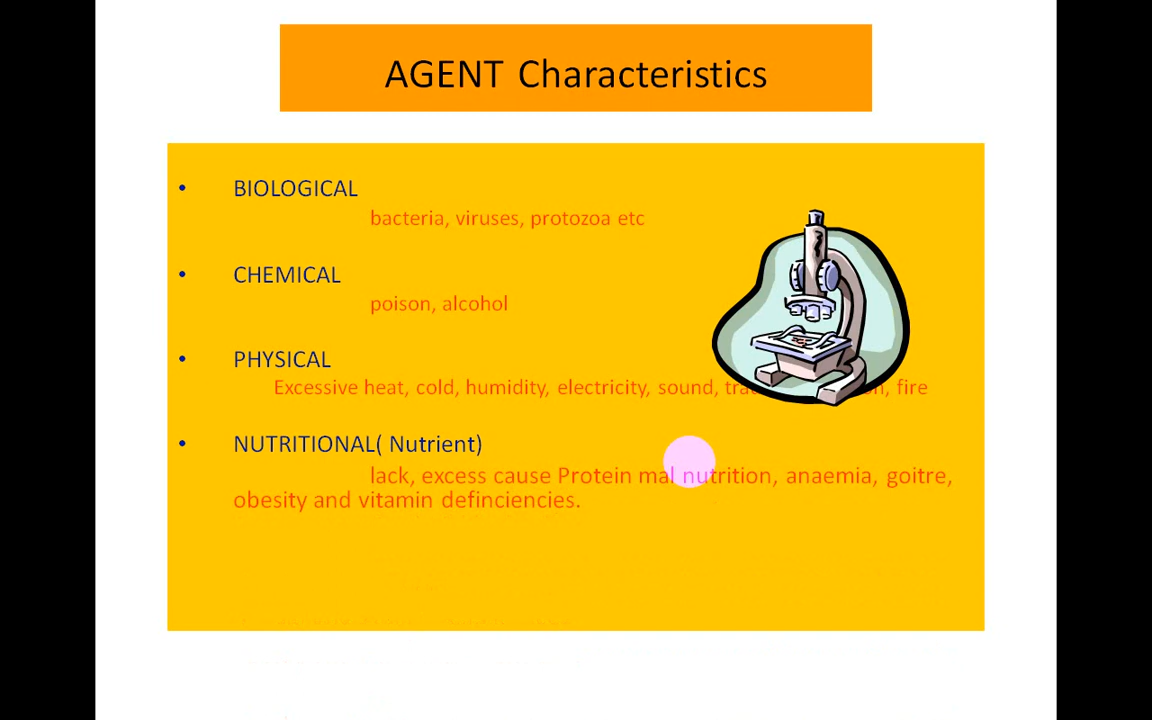 AGENT Characteristics
• BIOLOGICAL
bacteria, viruses, protozoa etc
• CHEMICAL
poison, alcohol
• PHYSICAL
Excessive heat, cold, humidity, electricity, sound, fire
• NUTRITIONAL( Nutrient)
lack, excess cause Protein mal nutrition, anaemia, goitre,
obesity and vitamin definciencies.